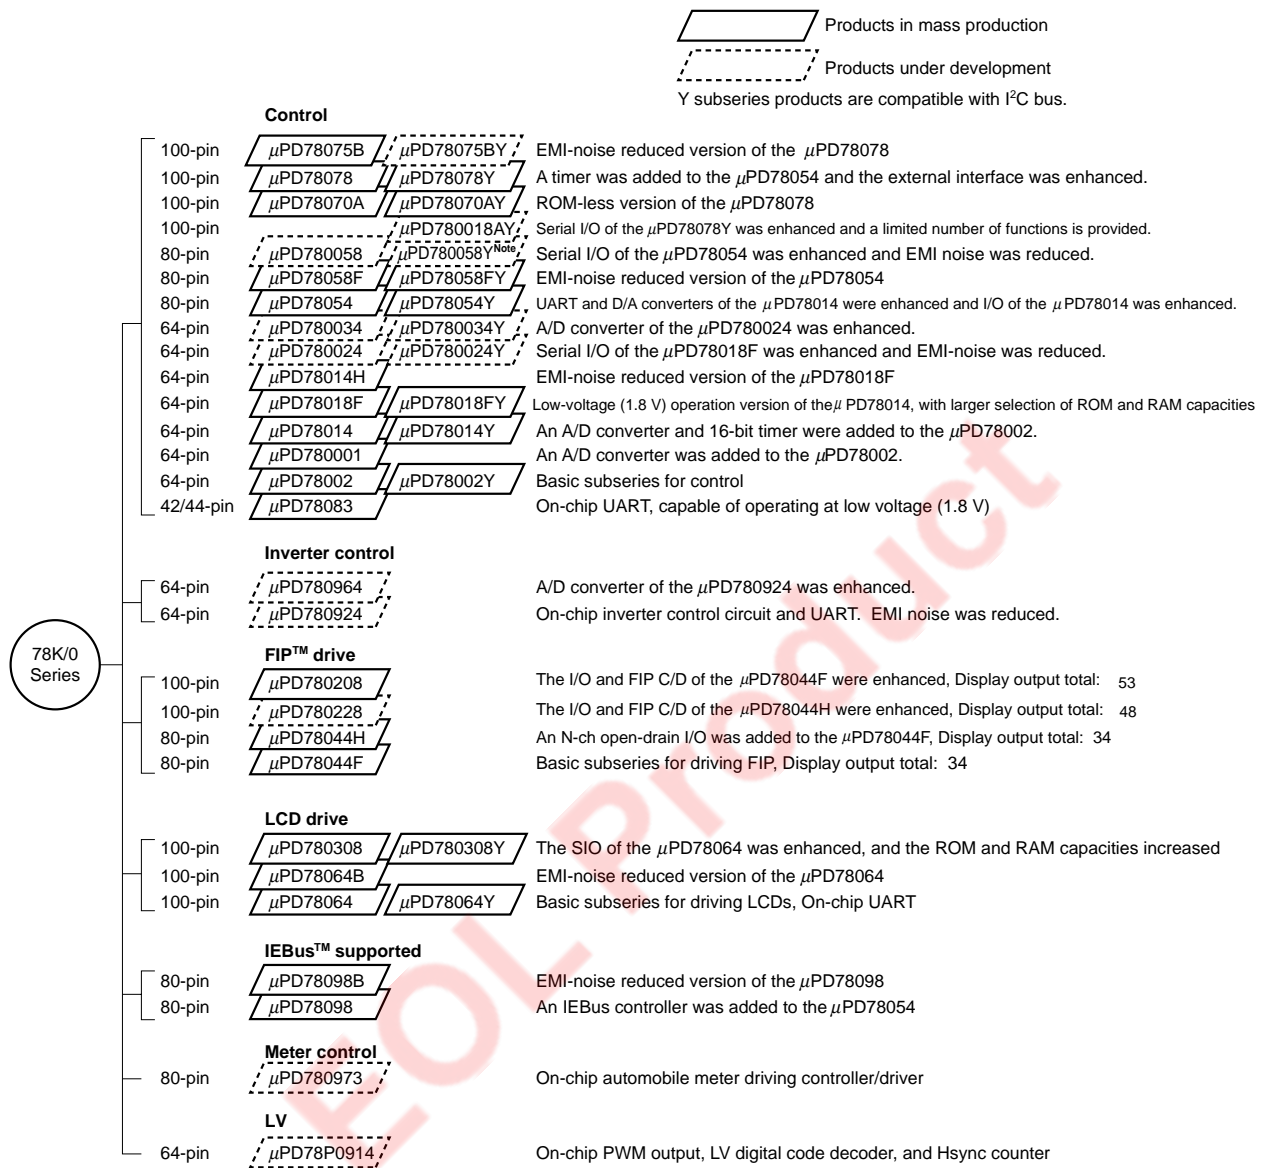 Products in mass production
Products under development
Y subseries products are compatible with I²C bus.
Control
100-pin μPD78075B μPD78075BY EMI-noise reduced version of the μPD78078
100-pin μPD78078 μPD78078Y A timer was added to the μPD78054 and the external interface was enhanced.
100-pin μPD78070A μPD78070AY ROM-less version of the μPD78078
100-pin μPD780018AY Serial I/O of the μPD78078Y was enhanced and a limited number of functions is provided.
80-pin μPD780058 μPD780058Y Note Serial I/O of the μPD78054 was enhanced and EMI noise was reduced.
80-pin μPD78058F μPD78058FY EMI-noise reduced version of the μPD78054
80-pin μPD78054 μPD78054Y UART and D/A converters of the μPD78014 were enhanced and I/O of the μPD78014 was enhanced.
64-pin μPD780034 μPD780034Y A/D converter of the μPD780024 was enhanced.
64-pin μPD780024 μPD780024Y Serial I/O of the μPD78018F was enhanced and EMI-noise was reduced.
64-pin μPD78014H EMI-noise reduced version of the μPD78018F
64-pin μPD78018F μPD78018FY Low-voltage (1.8 V) operation version of the μPD78014, with larger selection of ROM and RAM capacities
64-pin μPD78014 μPD78014Y An A/D converter and 16-bit timer were added to the μPD78002.
64-pin μPD780001 An A/D converter was added to the μPD78002.
64-pin μPD78002 μPD78002Y Basic subseries for control
42/44-pin μPD78083 On-chip UART, capable of operating at low voltage (1.8 V)
Inverter control
64-pin μPD780964 A/D converter of the μPD780924 was enhanced.
64-pin μPD780924 On-chip inverter control circuit and UART. EMI noise was reduced.
78K/0
Series
FIP™ drive
100-pin μPD780208 The I/O and FIP C/D of the μPD78044F were enhanced, Display output total: 53
100-pin μPD780228 The I/O and FIP C/D of the μPD78044H were enhanced, Display output total: 48
80-pin μPD78044H An N-ch open-drain I/O was added to the μPD78044F, Display output total: 34
80-pin μPD78044F Basic subseries for driving FIP, Display output total: 34
LCD drive
100-pin μPD780308 μPD780308Y The SIO of the μPD78064 was enhanced, and the ROM and RAM capacities increased
100-pin μPD78064B EMI-noise reduced version of the μPD78064
100-pin μPD78064 μPD78064Y Basic subseries for driving LCDs, On-chip UART
IEBus™ supported
80-pin μPD78098B EMI-noise reduced version of the μPD78098
80-pin μPD78098 An IEBus controller was added to the μPD78054
Meter control
80-pin μPD780973 On-chip automobile meter driving controller/driver
LV
64-pin μPD78P0914 On-chip PWM output, LV digital code decoder, and Hsync counter
EOL Product